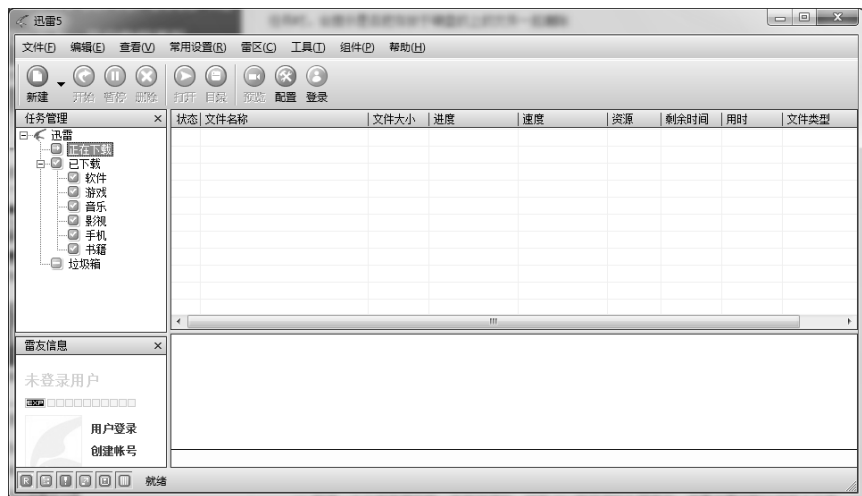 迅雷5
文件(F) 编辑(E) 查看(V) 常用设置(R) 雷区(C) 工具(T) 组件(P) 帮助(H)
新建 开始 暂停 删除 打开 目录 预览 配置 登录
任务管理 ×
状态 文件名称 文件大小 进度 速度 资源 剩余时间 用时 文件类型
迅雷
正在下载
已下载
软件
游戏
音乐
影视
手机
书籍
垃圾箱
雷友信息 ×
未登录用户
EXP
用户登录
创建帐号
就绪